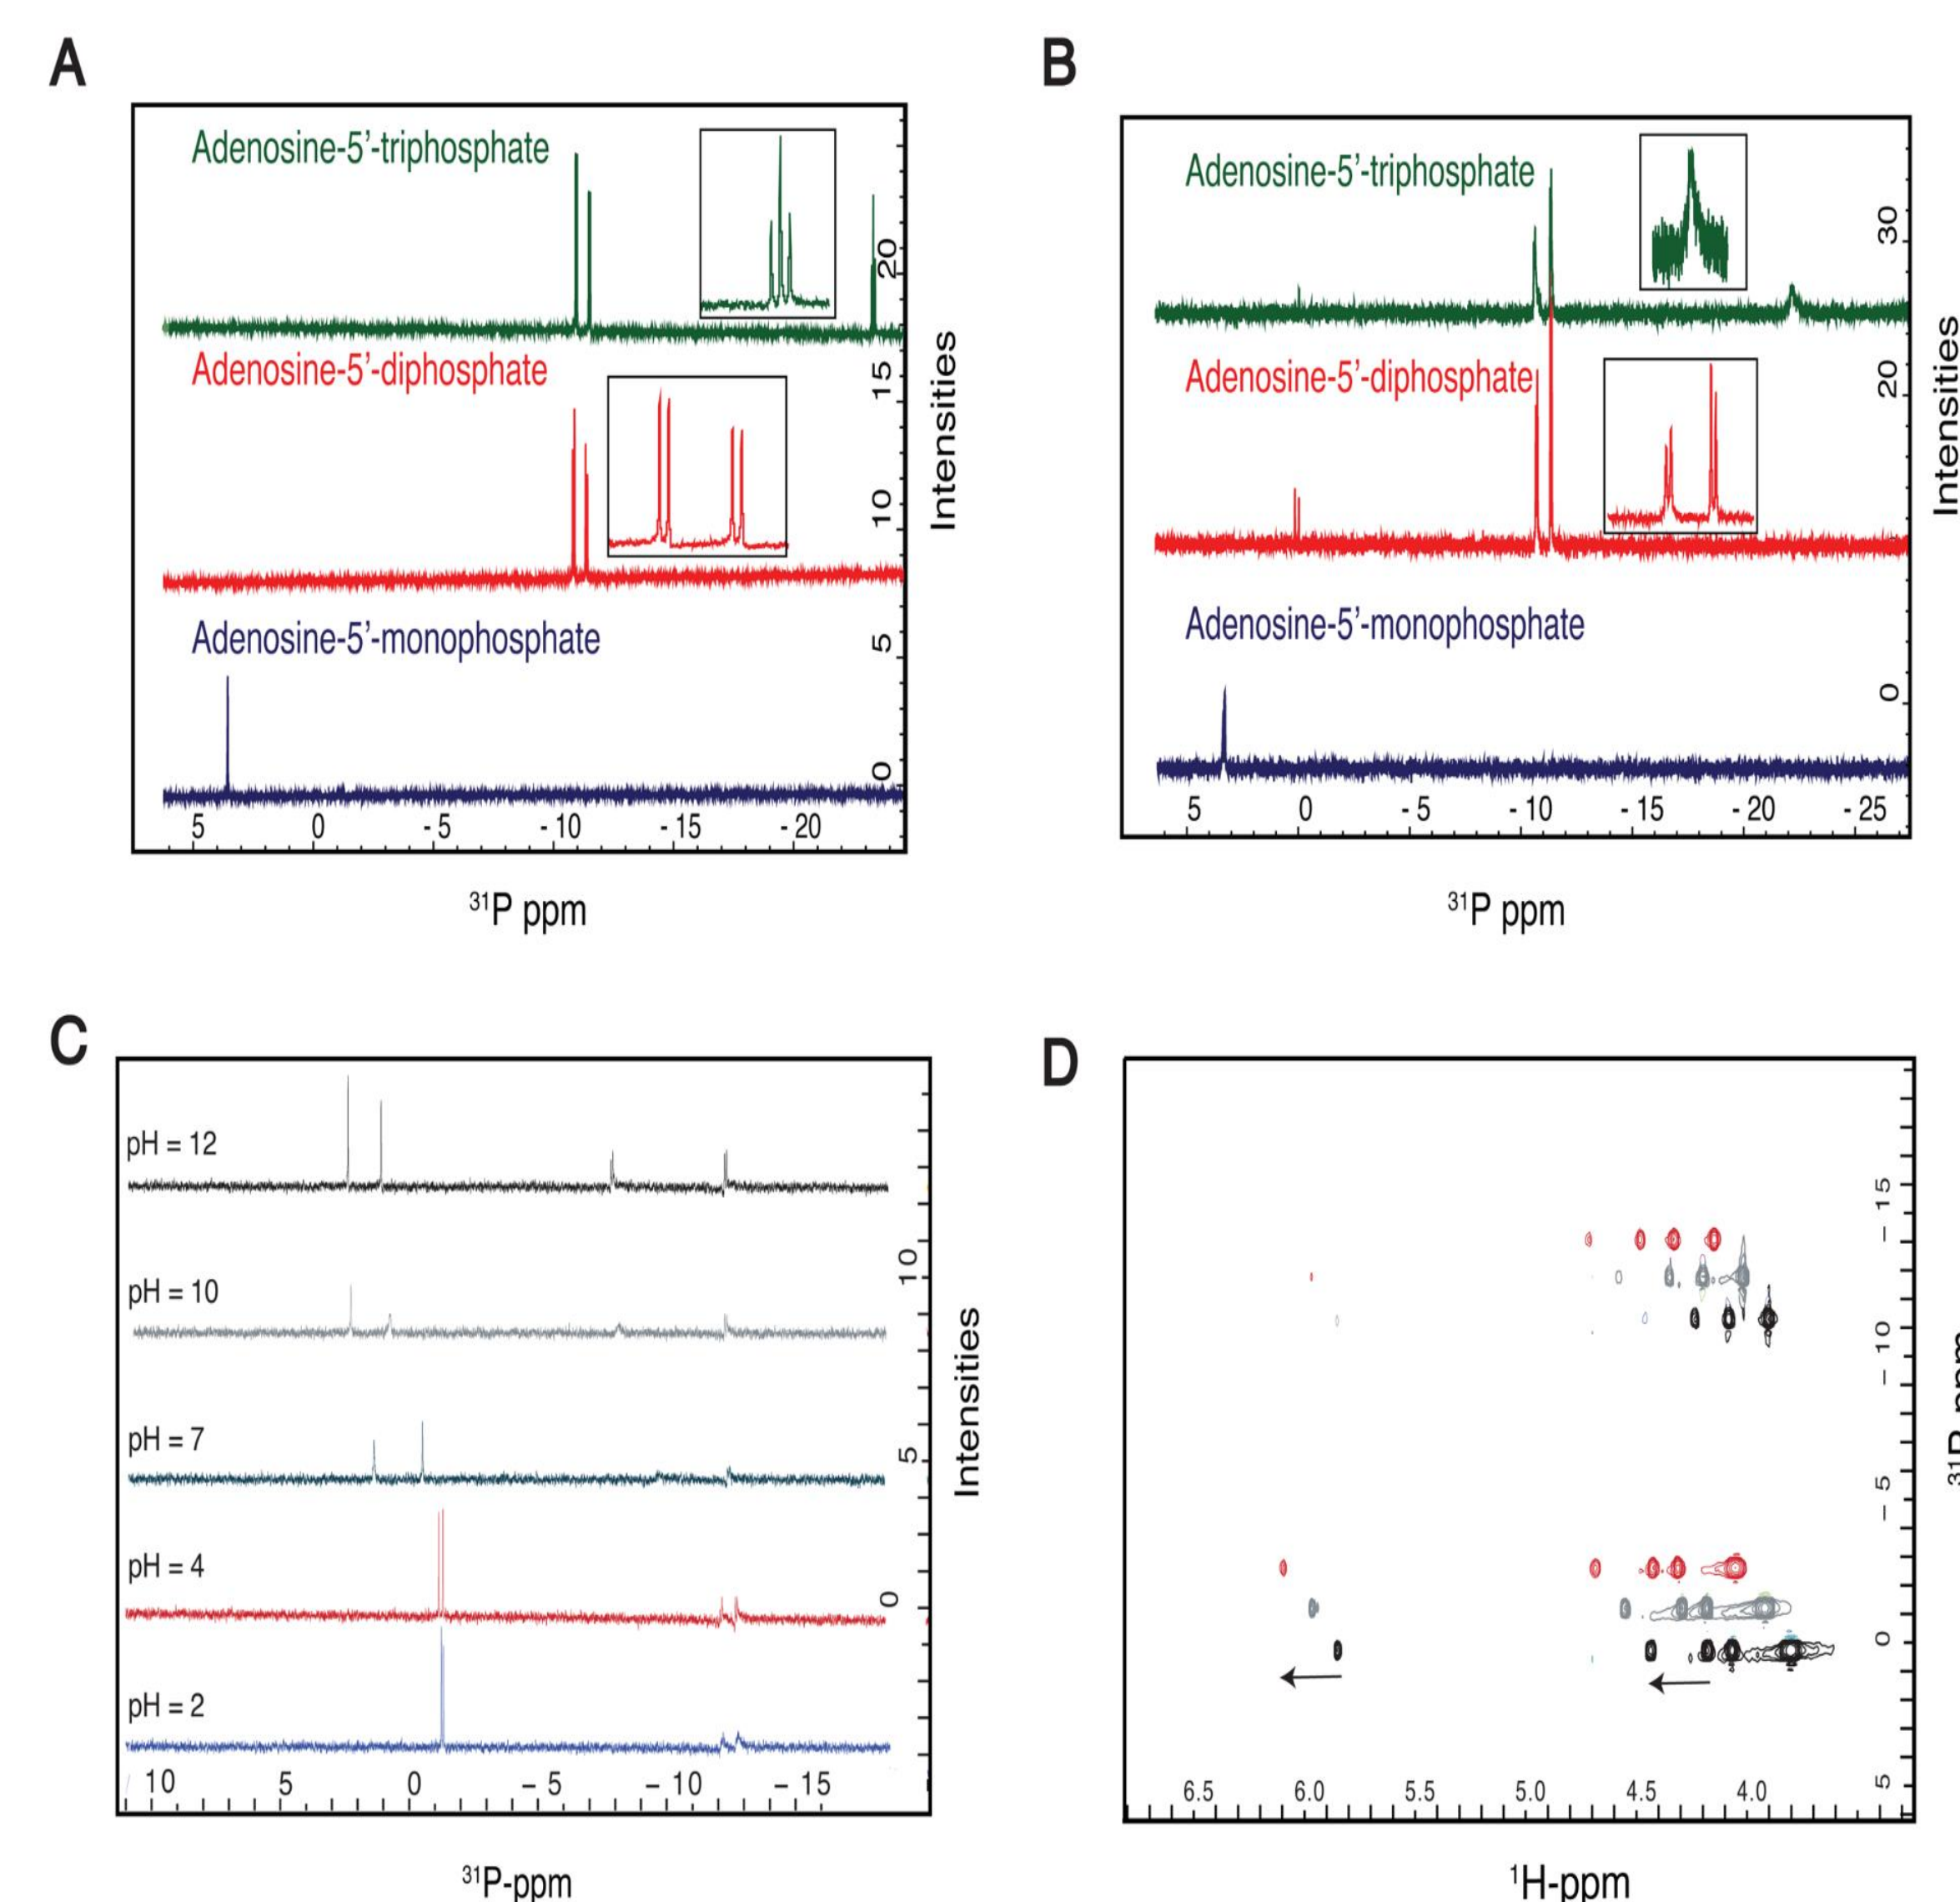 A
Adenosine-5’-triphosphate
Adenosine-5’-diphosphate
Adenosine-5’-monophosphate
20
15
10
5
0
Intensities
5 0 - 5 - 10 - 15 - 20
31P ppm
B
Adenosine-5’-triphosphate
Adenosine-5’-diphosphate
Adenosine-5’-monophosphate
30
20
0
Intensities
5 0 - 5 - 10 - 15 - 20 - 25
31P ppm
C
pH = 12
pH = 10
pH = 7
pH = 4
pH = 2
10
5
0
Intensities
10 5 0 – 5 – 10 – 15
31P-ppm
D
– 15
– 10
– 5
0
5
6.5 6.0 5.5 5.0 4.5 4.0
1H-ppm